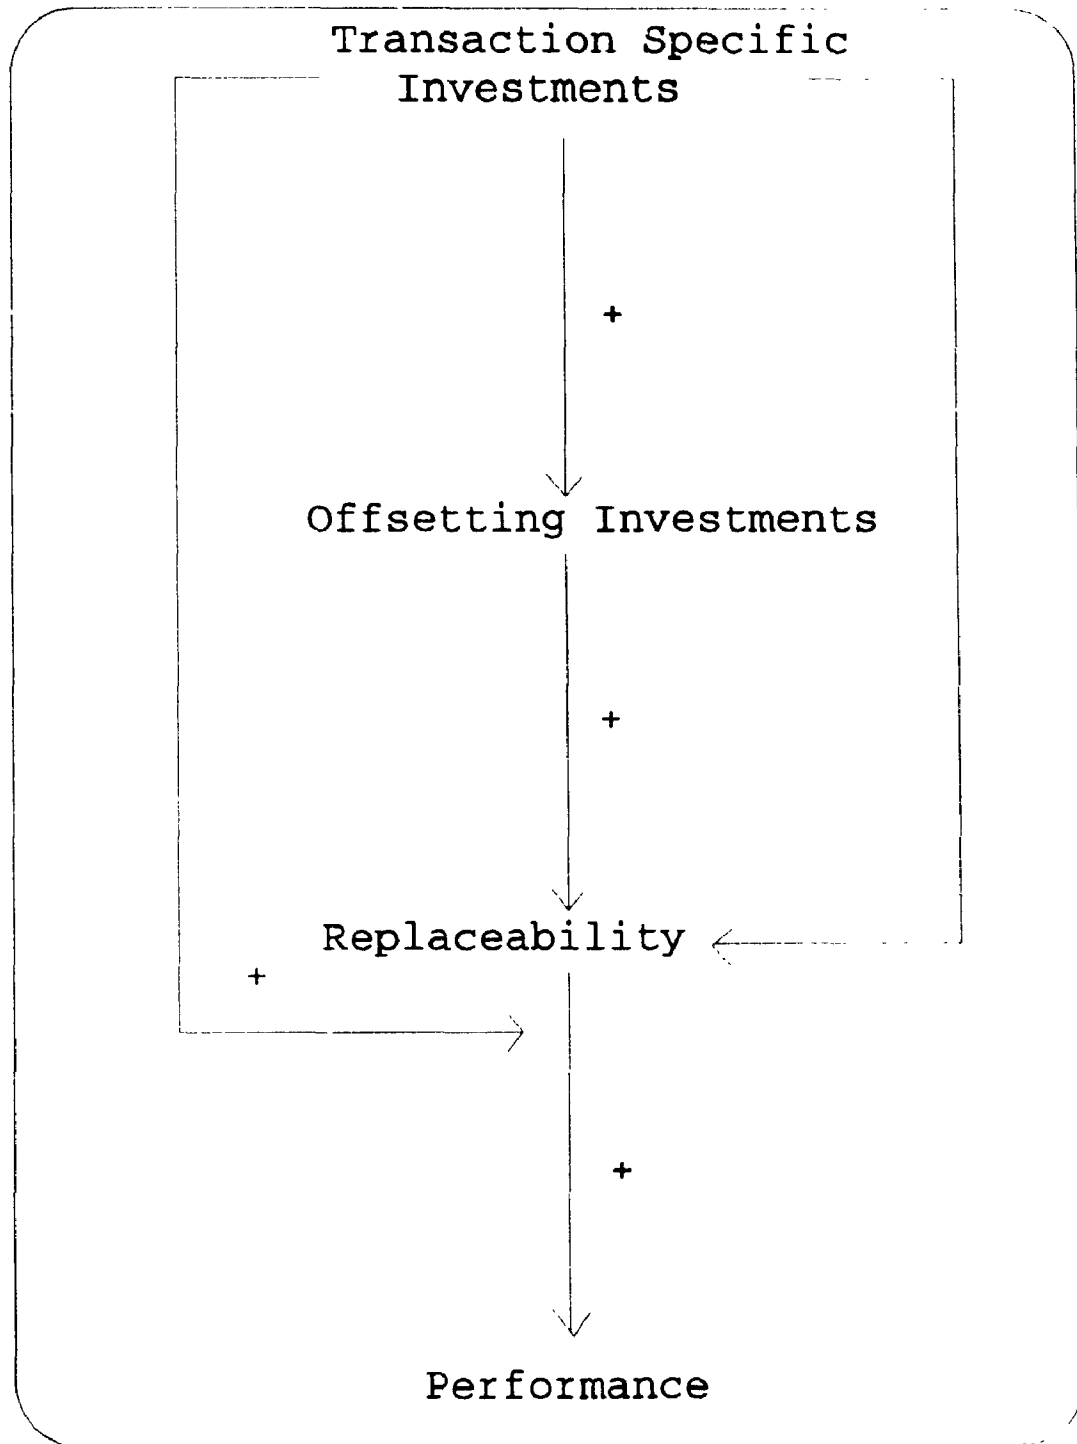 Transaction Specific
Investments
+
Offsetting Investments
+
Replaceability
+
+
Performance